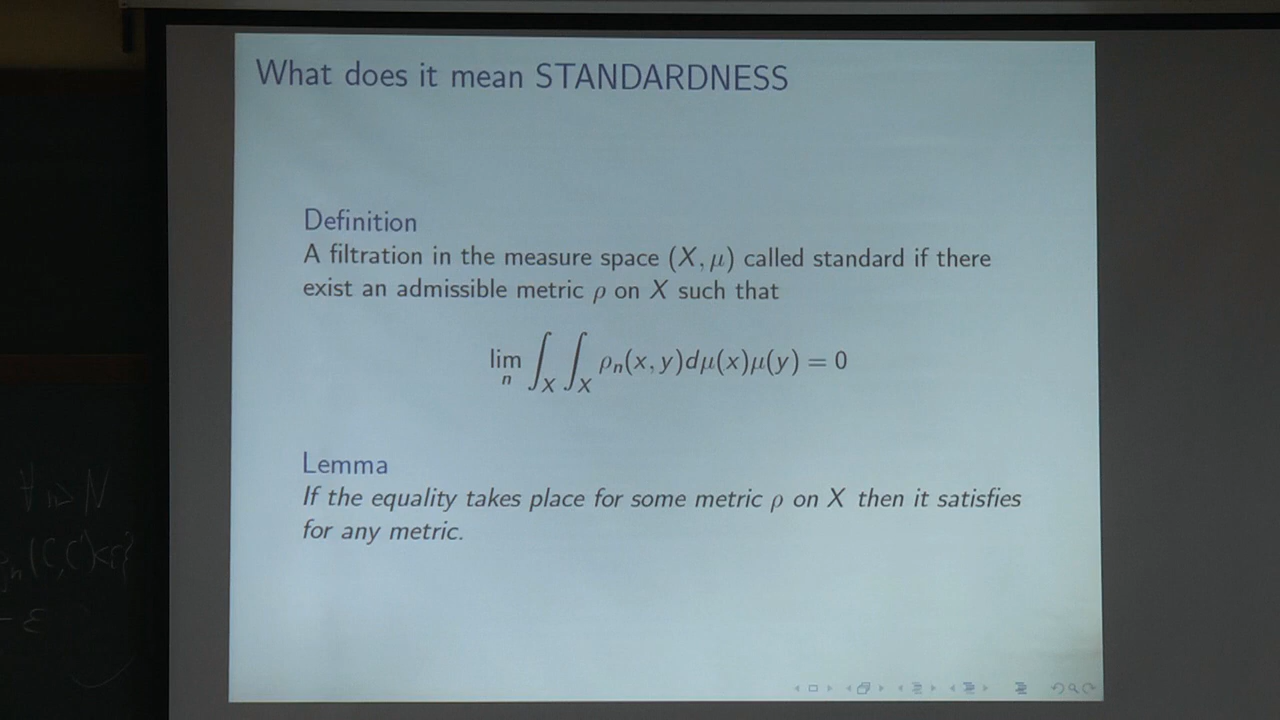 What does it mean STANDARDNESS
Definition
A filtration in the measure space (X, μ) called standard if there
exist an admissible metric ρ on X such that
lim_n ∫_X ∫_X ρ_n(x, y)dμ(x)μ(y) = 0
Lemma
If the equality takes place for some metric ρ on X then it satisfies
for any metric.